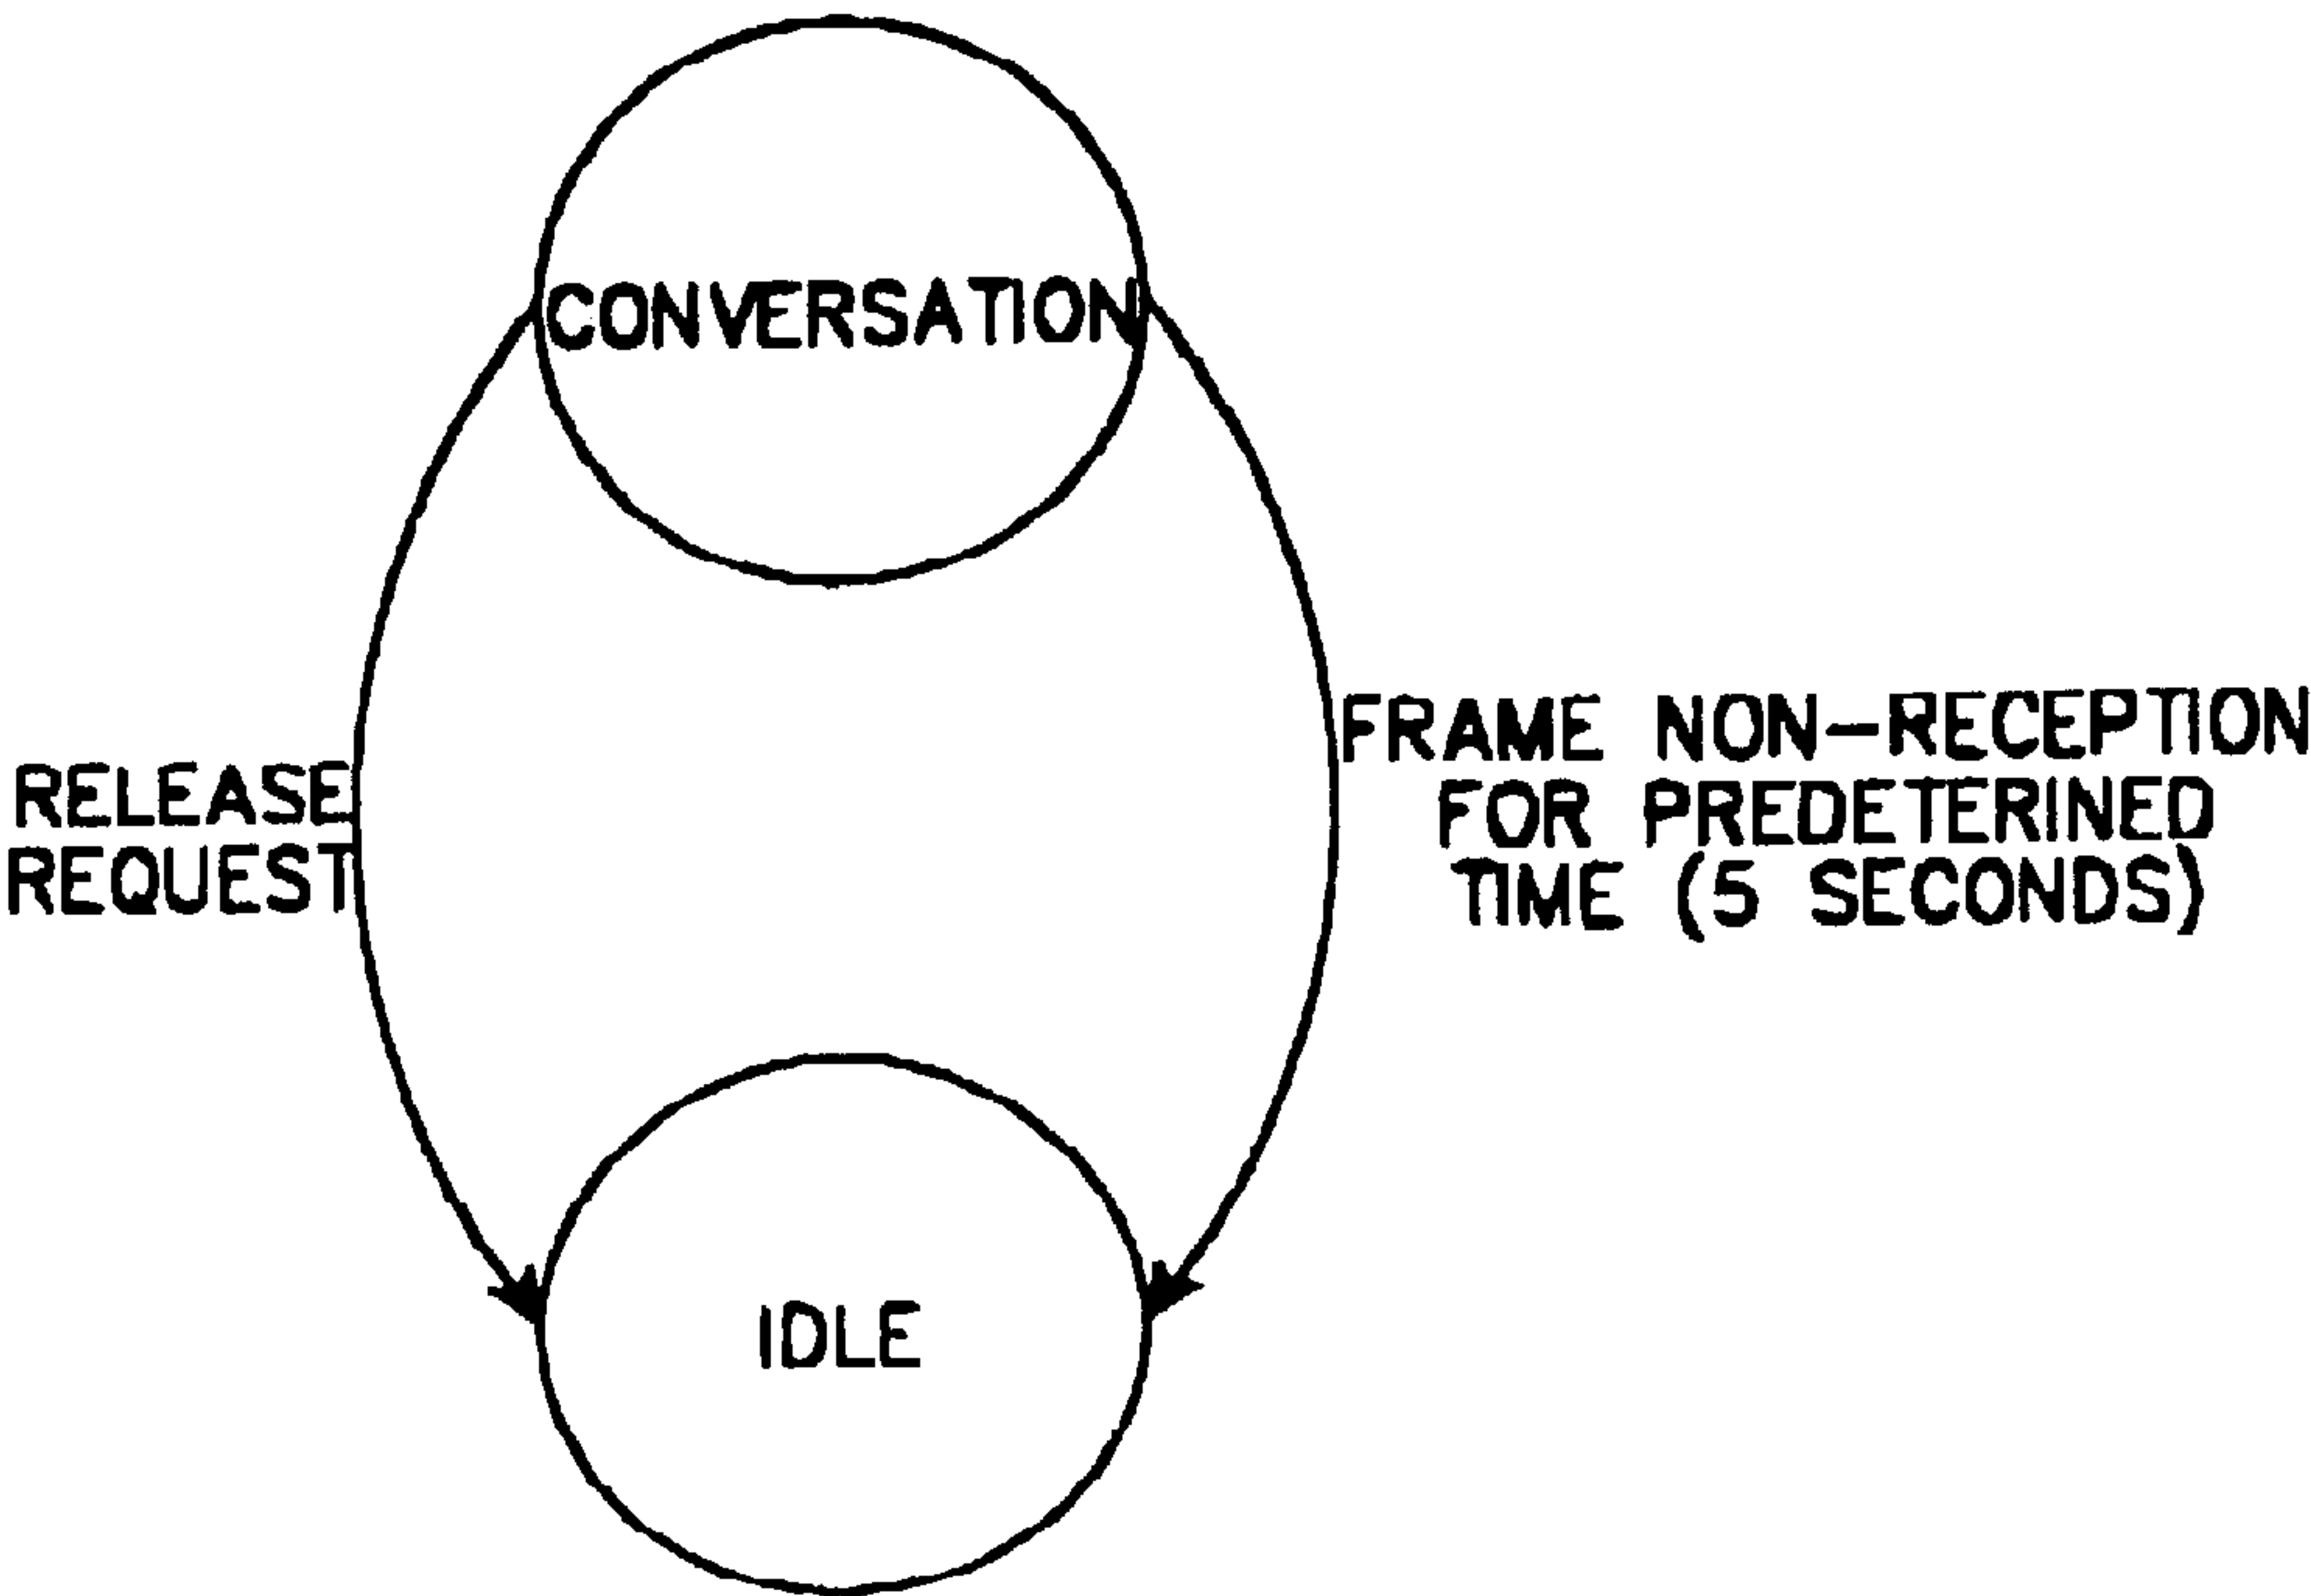 CONVERSATION
RELEASE
REQUEST
FRAME NON-RECEPTION
FOR PREDETERINED
TIME (5 SECONDS)
IDLE